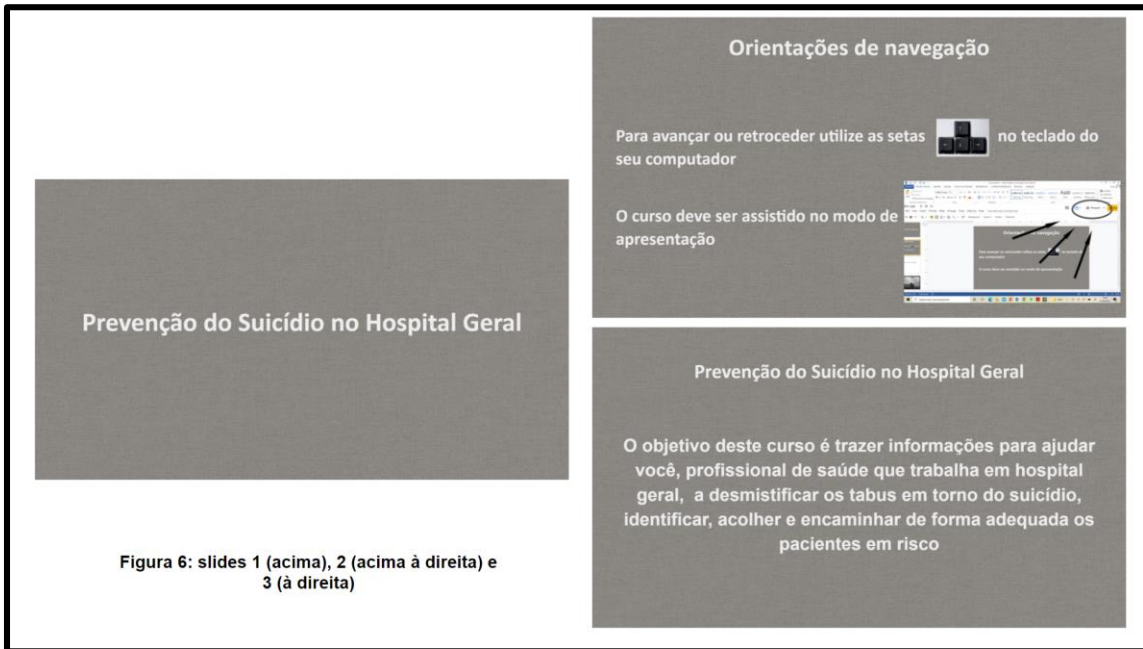 Prevenção do Suicídio no Hospital Geral
Figura 6: slides 1 (acima), 2 (acima à direita) e
3 (à direita)
Orientações de navegação
Para avançar ou retroceder utilize as setas no teclado do
seu computador
O curso deve ser assistido no modo de
apresentação
Prevenção do Suicídio no Hospital Geral
O objetivo deste curso é trazer informações para ajudar
você, profissional de saúde que trabalha em hospital
geral, a desmistificar os tabus em torno do suicídio,
identificar, acolher e encaminhar de forma adequada os
pacientes em risco